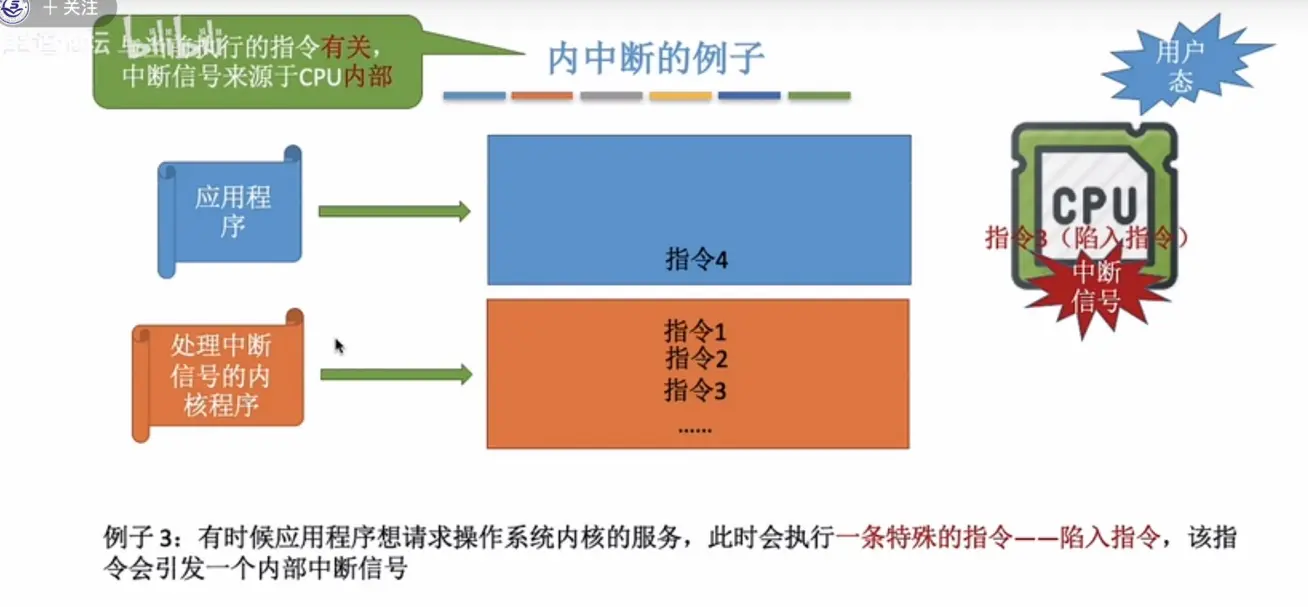 十 关注
行的指令有关，
中断信号来源于CPU内部
内中断的例子
用户
态
应用程
序
指令4
CPU
指令3（陷入指令）
中断
信号
处理中断
信号的内
核程序
指令1
指令2
指令3
......
例子 3：有时候应用程序想请求操作系统内核的服务，此时会执行一条特殊的指令——陷入指令，该指
令会引发一个内部中断信号